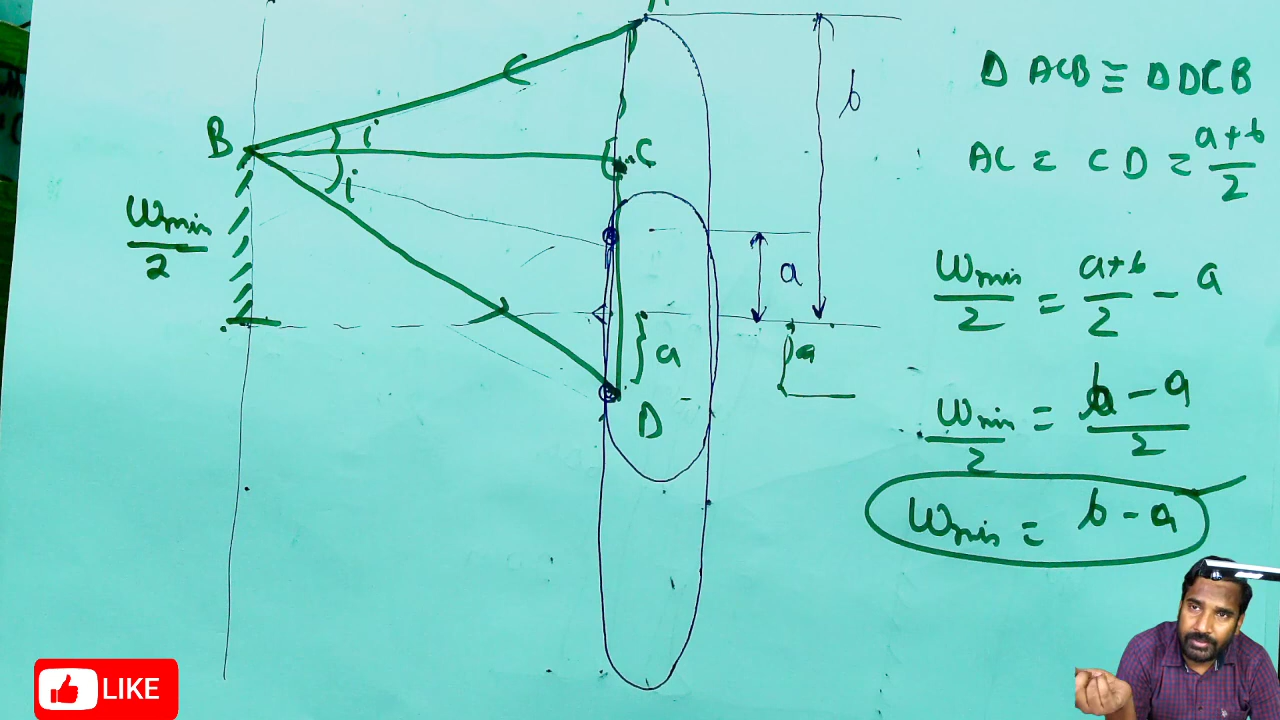 A
B
i
i
C
b
a
a
a
D
Wmin/2
Δ ACB ≡ Δ DCB
AC = CD = a+b/2
Wmin/2 = a+b/2 - a
Wmin/2 = b-a/2
Wmin = b-a
LIKE